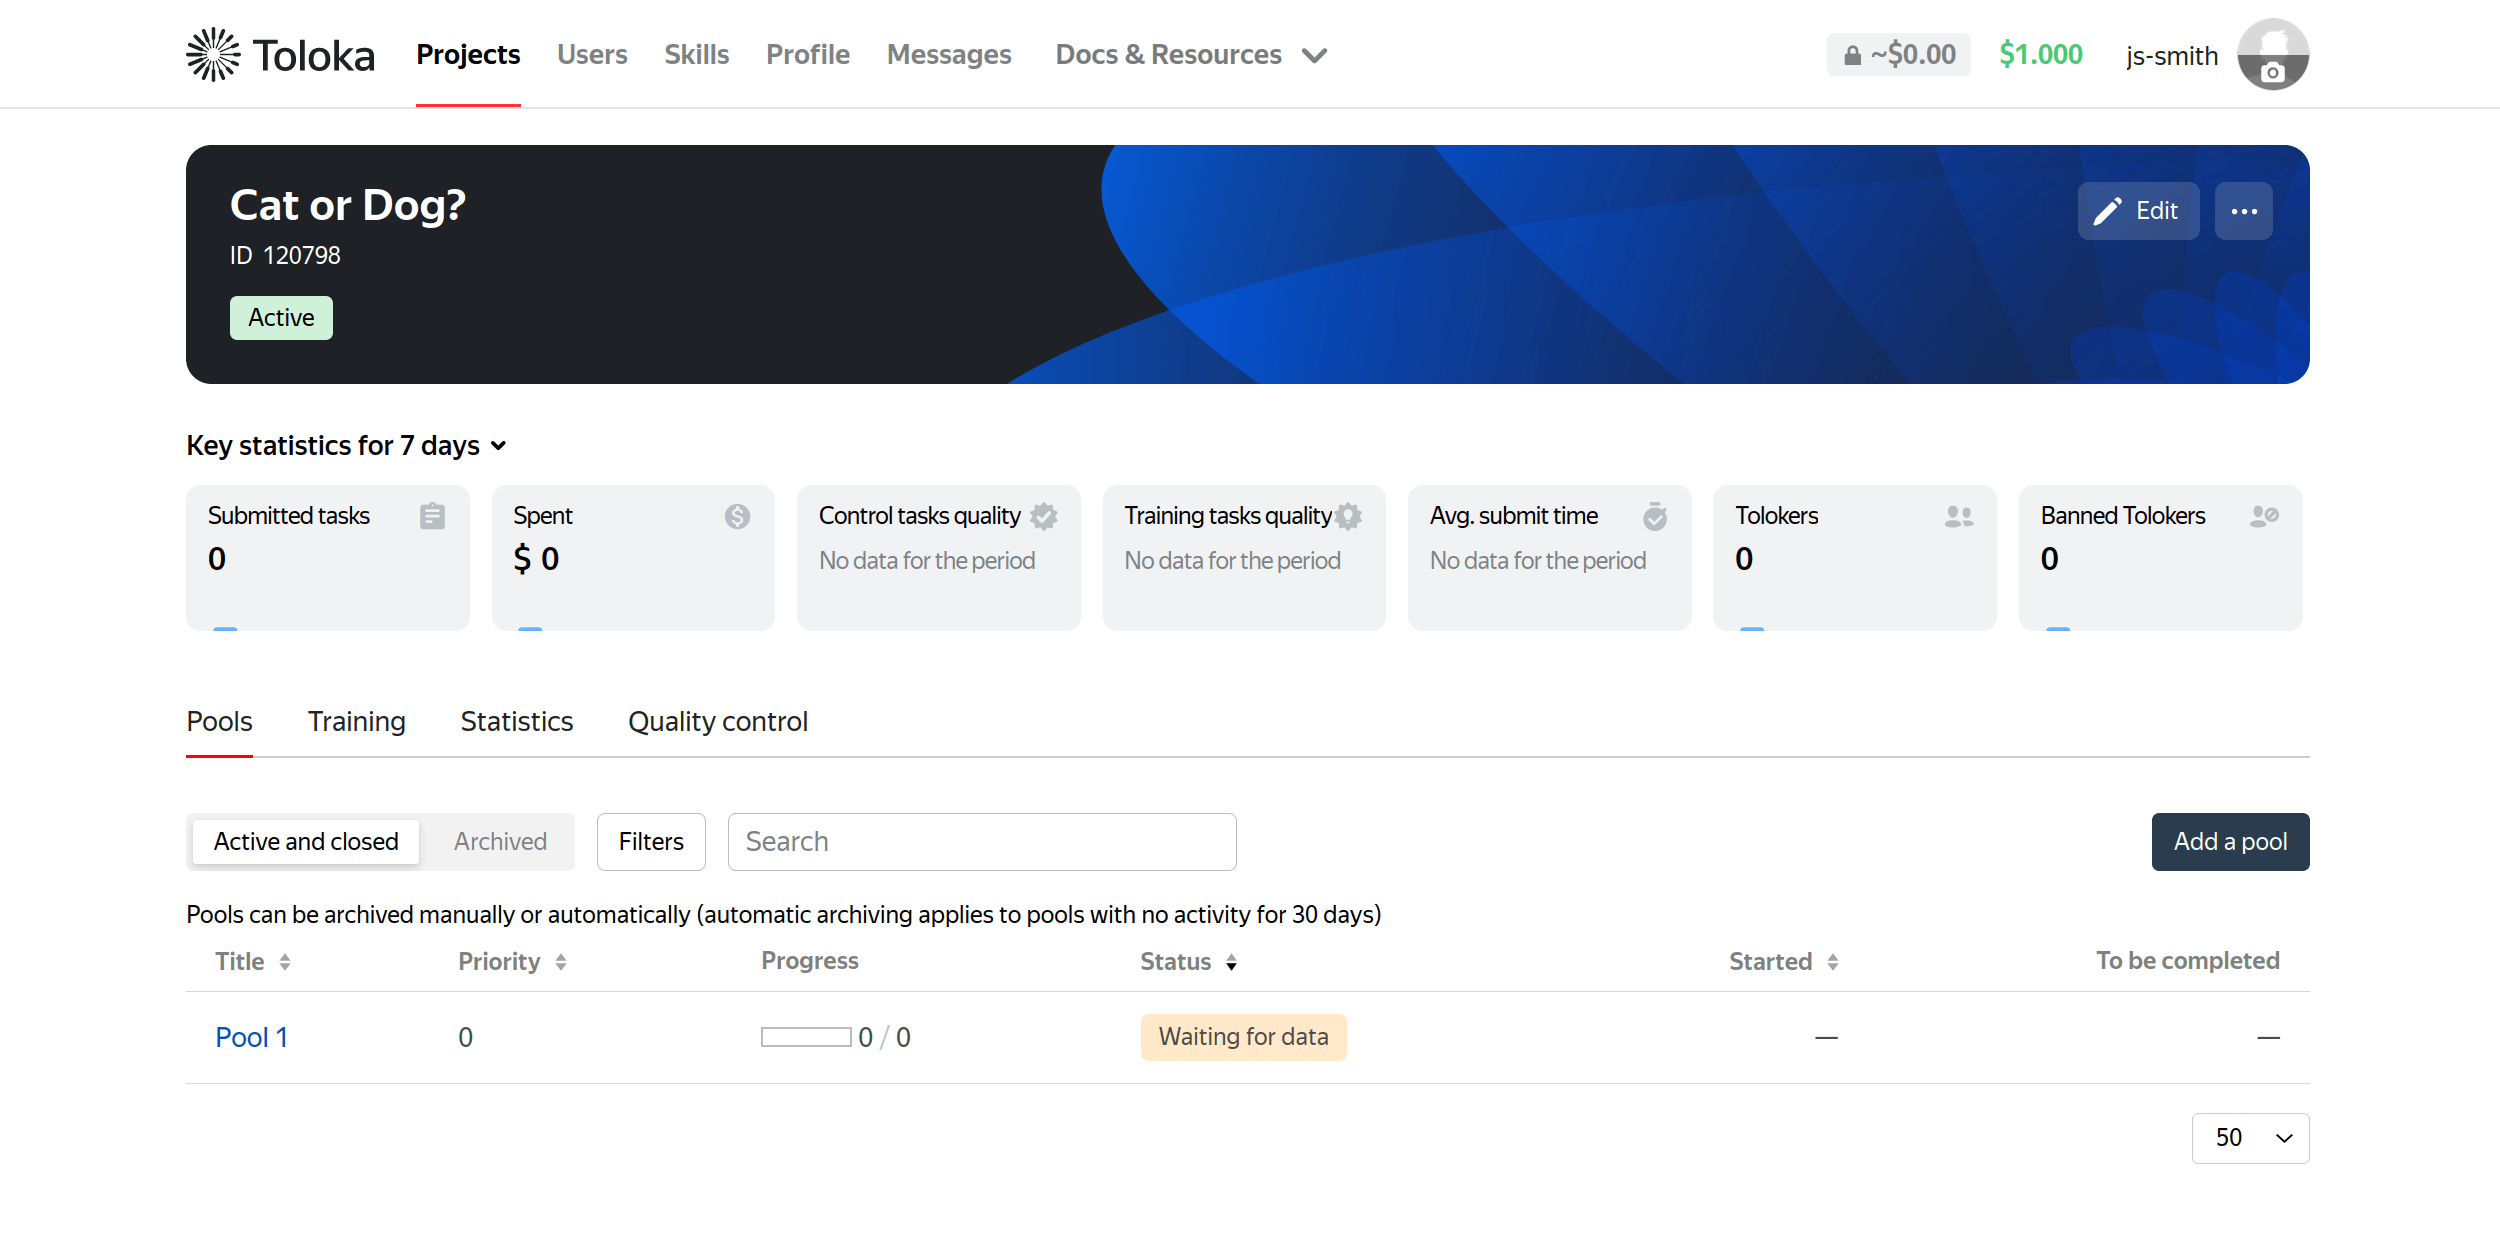 Toloka Projects Users Skills Profile Messages Docs & Resources ~$0.00 $1.000 js-smith
Cat or Dog?
Edit
ID 120798
Active
Key statistics for 7 days
Submitted tasks Spent Control tasks quality Training tasks quality Avg. submit time Tolokers Banned Tolokers
0 $ 0 No data for the period No data for the period No data for the period 0 0
Pools Training Statistics Quality control
Active and closed Archived Filters Search Add a pool
Pools can be archived manually or automatically (automatic archiving applies to pools with no activity for 30 days)
Title Priority Progress Status Started To be completed
Pool 1 0 0 / 0 Waiting for data — —
50